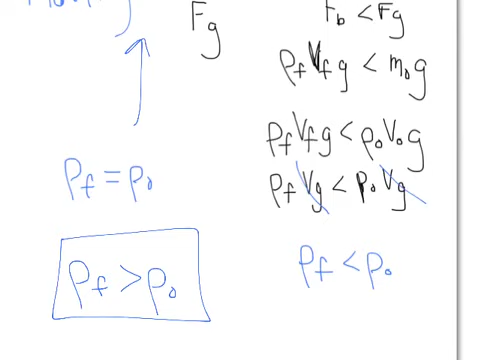 Fg
ρf = ρo
ρf > ρo
Fb < Fg
ρf Vf g < mo g
ρf Vf g < ρo Vo g
ρf Vg < ρo Vg
ρf < ρo